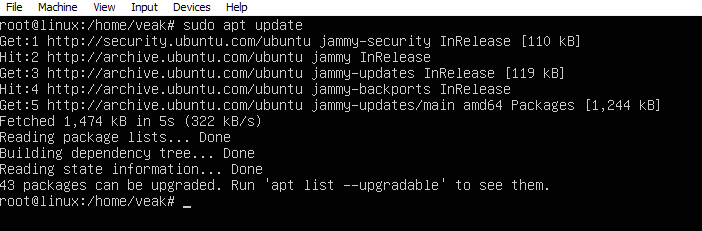 File Machine View Input Devices Help
root@linux:/home/veak# sudo apt update
Get:1 http://security.ubuntu.com/ubuntu jammy-security InRelease [110 kB]
Hit:2 http://archive.ubuntu.com/ubuntu jammy InRelease
Get:3 http://archive.ubuntu.com/ubuntu jammy-updates InRelease [119 kB]
Hit:4 http://archive.ubuntu.com/ubuntu jammy-backports InRelease
Get:5 http://archive.ubuntu.com/ubuntu jammy-updates/main amd64 Packages [1,244 kB]
Fetched 1,474 kB in 5s (322 kB/s)
Reading package lists... Done
Building dependency tree... Done
Reading state information... Done
43 packages can be upgraded. Run 'apt list --upgradable' to see them.
root@linux:/home/veak# _